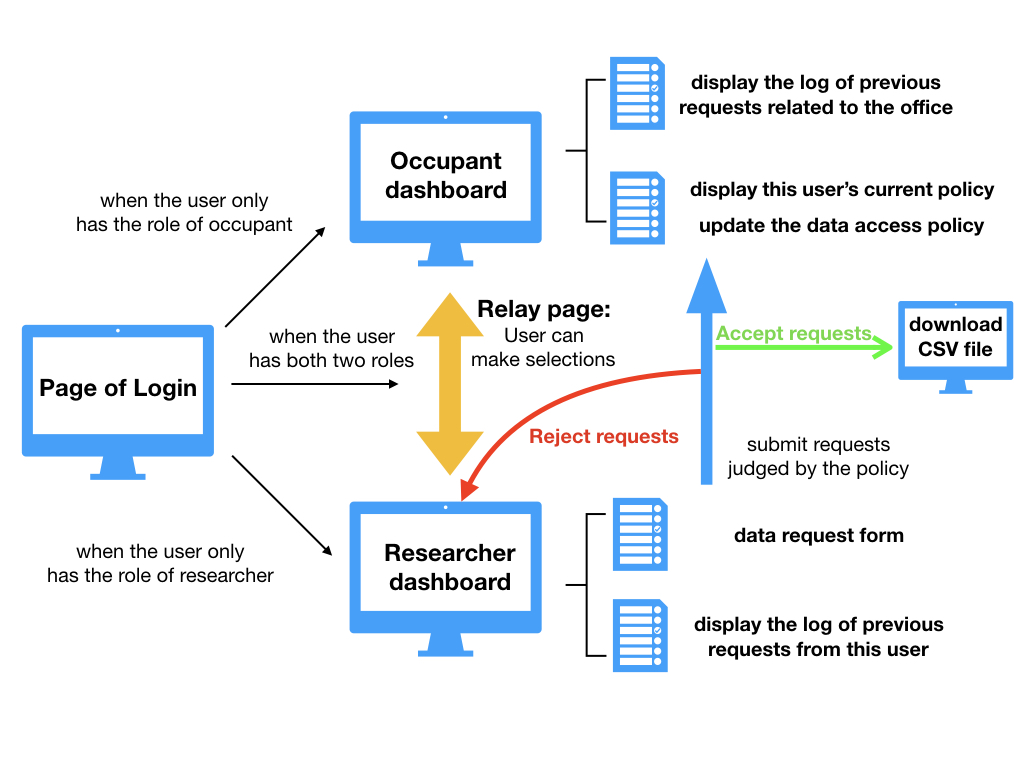 display the log of previous
requests related to the office
Occupant
dashboard
display this user's current policy
update the data access policy
when the user only
has the role of occupant
Relay page:
User can
make selections
when the user
has both two roles
Accept requests
download
CSV file
Page of Login
Reject requests
submit requests
judged by the policy
when the user only
has the role of researcher
Researcher
dashboard
data request form
display the log of previous
requests from this user